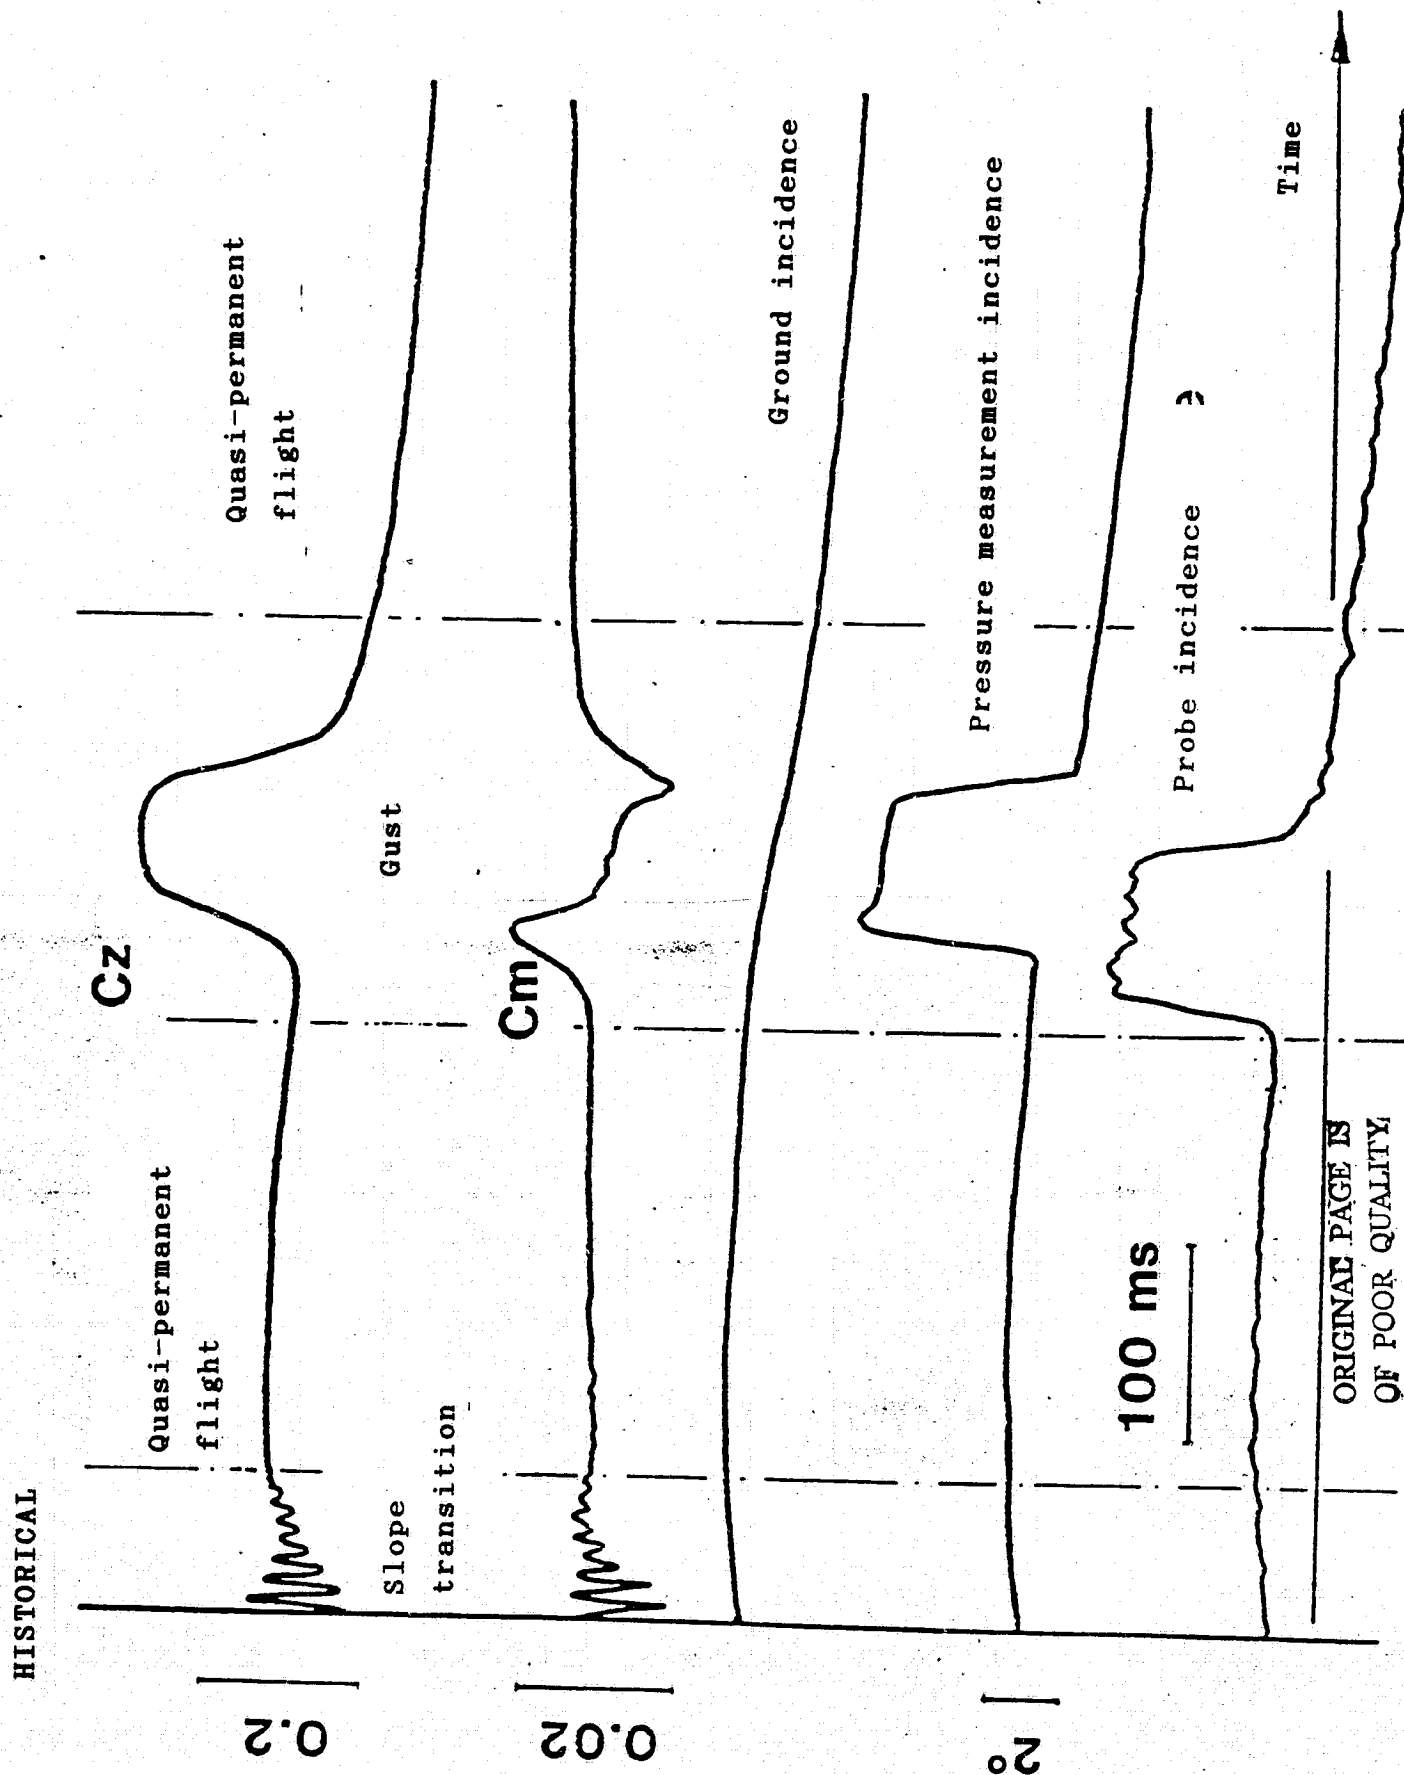 HISTORICAL
Cz
Quasi-permanent
flight
Quasi-permanent
flight
Slope
transition
Gust
Cm
Ground incidence
Pressure measurement incidence
Probe incidence
100 ms
Time
0.2
0.02
2°
ORIGINAL PAGE IS
OF POOR QUALITY